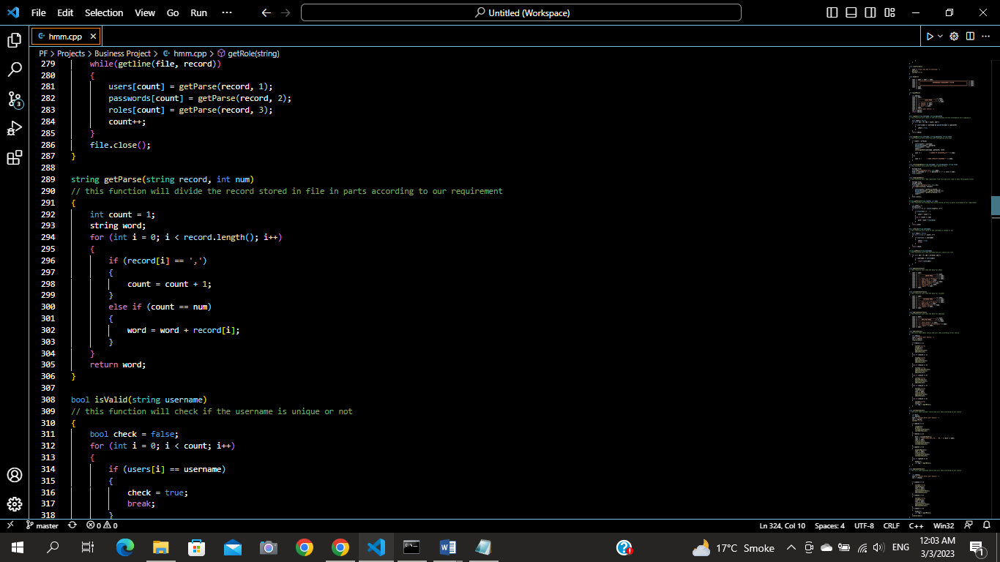 File Edit Selection View Go Run ··· Untitled (Workspace)
hmm.cpp
PF > Projects > Business Project > hmm.cpp > getRole(string)
279 while(getline(file, record))
280 {
281 users[count] = getParse(record, 1);
282 passwords[count] = getParse(record, 2);
283 roles[count] = getParse(record, 3);
284 count++;
285 }
286 file.close();
287 }
288
289 string getParse(string record, int num)
290 // this function will divide the record stored in file in parts according to our requirement
291 {
292 int count = 1;
293 string word;
294 for (int i = 0; i < record.length(); i++)
295 {
296 if (record[i] == ',')
297 {
298 count = count + 1;
299 }
300 else if (count == num)
301 {
302 word = word + record[i];
303 }
304 }
305 return word;
306 }
307
308 bool isValid(string username)
309 // this function will check if the username is unique or not
310 {
311 bool check = false;
312 for (int i = 0; i < count; i++)
313 {
314 if (users[i] == username)
315 {
316 check = true;
317 break;
318 }
3
master 0 0 Ln 324, Col 10 Spaces: 4 UTF-8 CRLF C++ Win32
17°C Smoke ENG 12:03 AM
3/3/2023
1